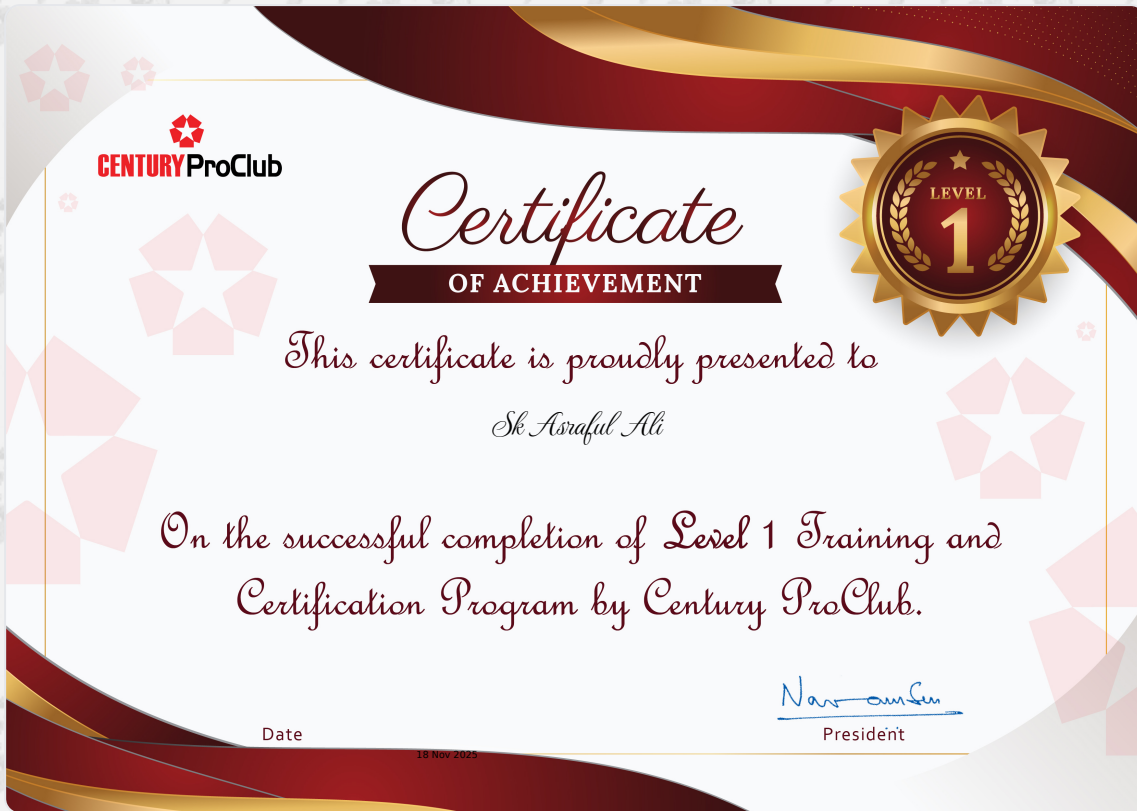 CENTURY ProClub
LEVEL
1
Certificate
OF ACHIEVEMENT
This certificate is proudly presented to
Sk Asraful Ali
On the successful completion of Level 1 Training and
Certification Program by Century ProClub.
Date
President
18 Nov 2025